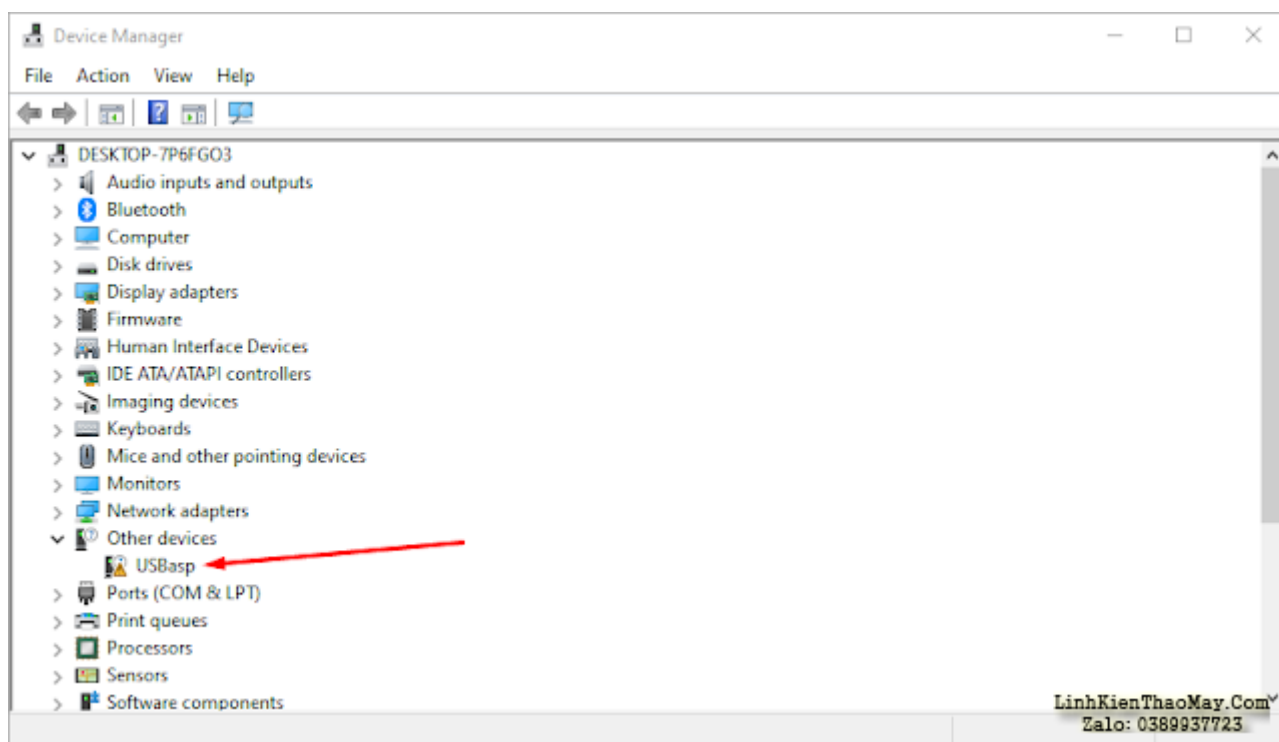 Device Manager
File Action View Help
DESKTOP-7P6FGO3
Audio inputs and outputs
Bluetooth
Computer
Disk drives
Display adapters
Firmware
Human Interface Devices
IDE ATA/ATAPI controllers
Imaging devices
Keyboards
Mice and other pointing devices
Monitors
Network adapters
Other devices
USBasp
Ports (COM & LPT)
Print queues
Processors
Sensors
Software components
LinhKienThaoMay.Com
Zalo: 0389937723